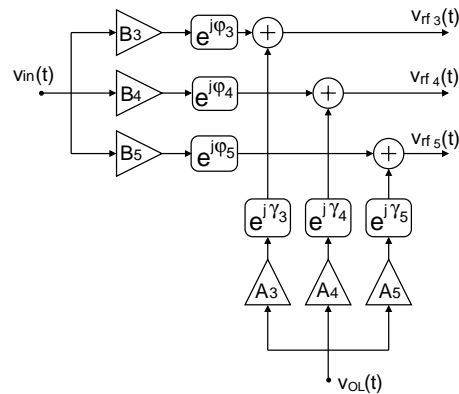 B3 e^jφ3 v_rf 3(t)
v_in(t) B4 e^jφ4 v_rf 4(t)
B5 e^jφ5 v_rf 5(t)
e^jγ3 e^jγ4 e^jγ5
A3 A4 A5
v_OL(t)